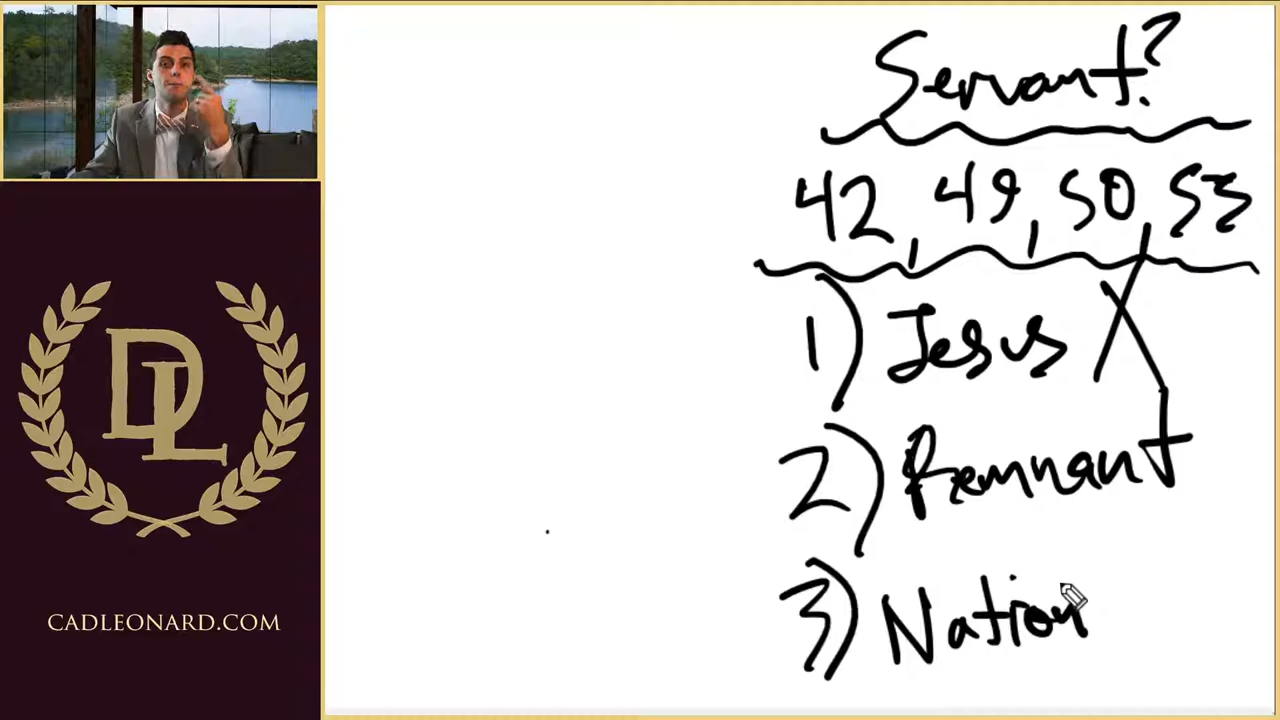 Servant?
42, 49, 50, 53
1) Jesus X
2) Remnant
3) Nation
DL
CADLEONARD.COM